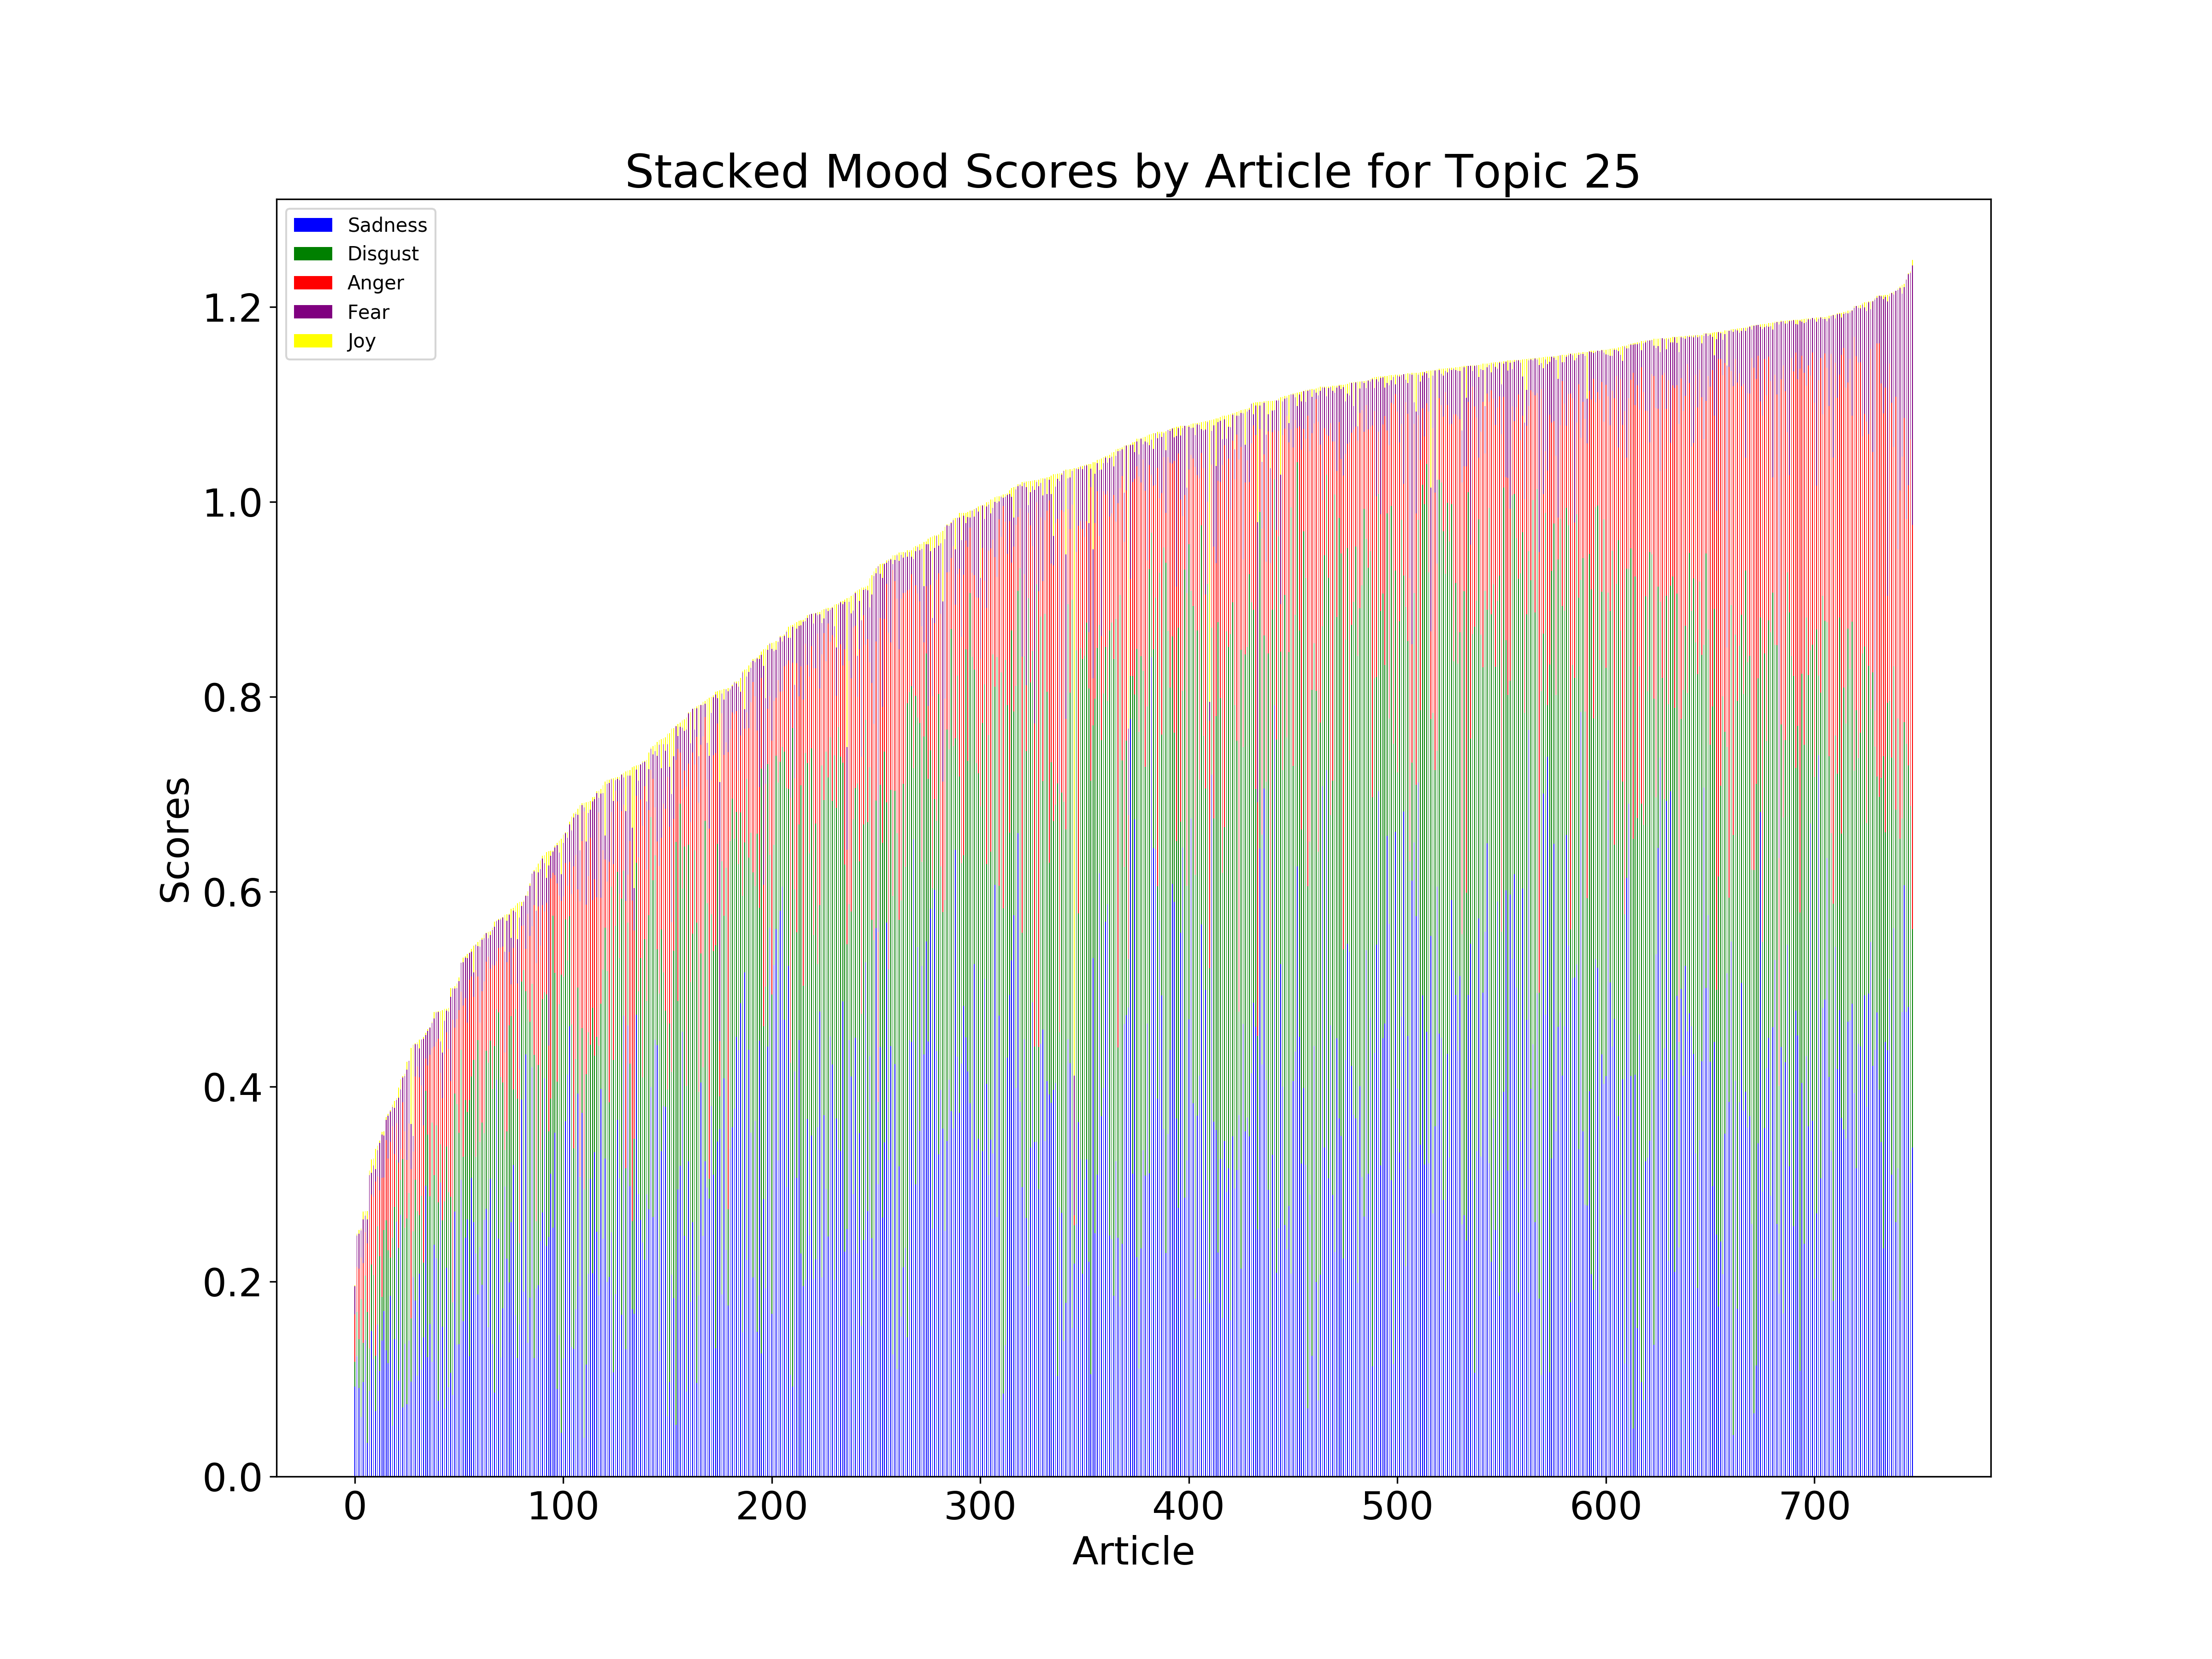 Stacked Mood Scores by Article for Topic 25
Sadness
Disgust
Anger
Fear
Joy
Scores
1.2
1.0
0.8
0.6
0.4
0.2
0.0
0 100 200 300 400 500 600 700
Article